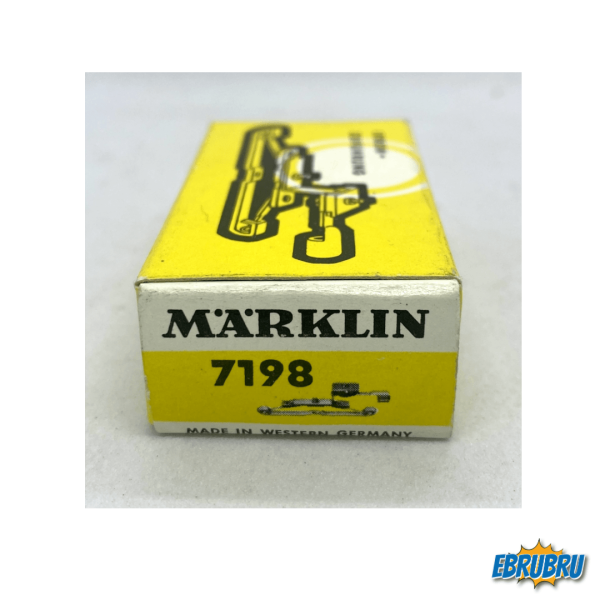 MÄRKLIN
7198
MADE IN WESTERN GERMANY
EBRUBRU